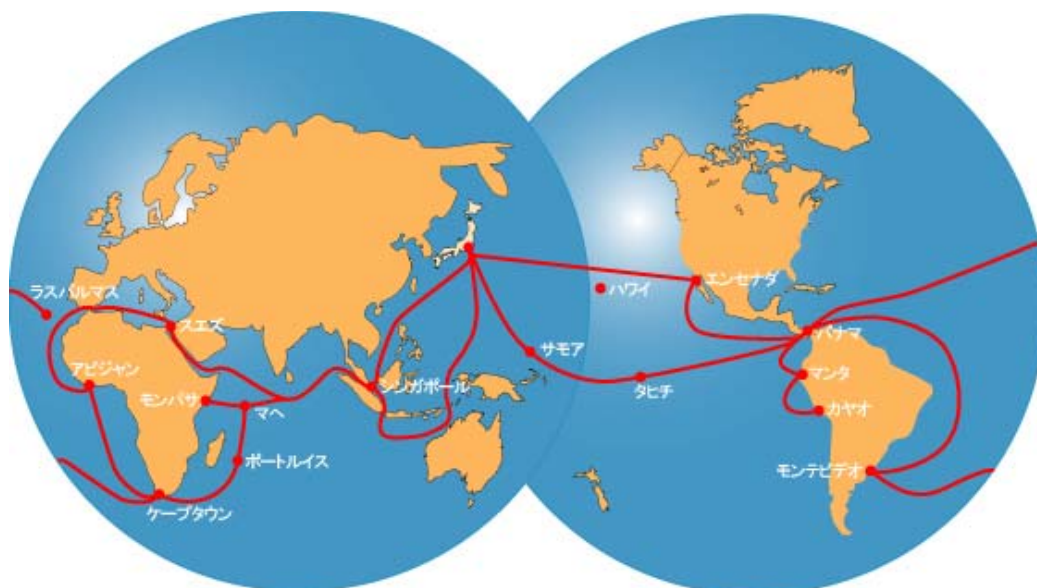 ラスパルマス
スエズ
アビジャン
モンバサ
マヘ
ポートルイス
ケープタウン
シンガポール
サモア
タヒチ
ハワイ
エンセナダ
パナマ
マンタ
カヤオ
モンテビデオ